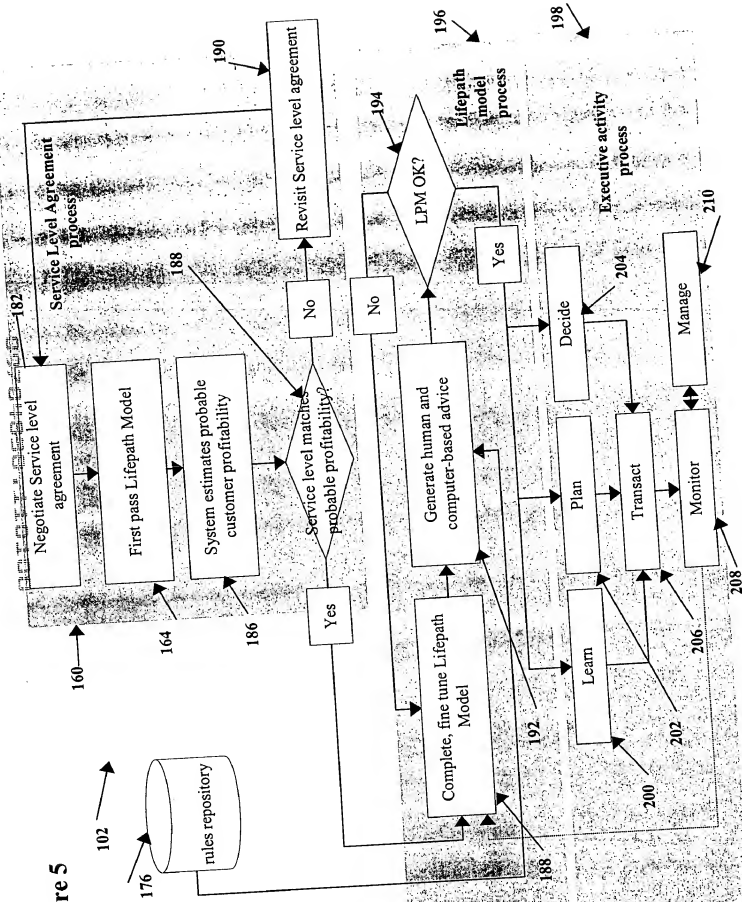 re 5
102
176
rules repository
160
Service Level Agreement
process
182
Negotiate Service level
agreement
164
First pass Lifepath Model
186
System estimates probable
customer profitability
188
Service level matches
probable profitability?
Yes
No
190
Revisit Service level agreement
196
Lifepath
model
process
188
Complete, fine tune Lifepath
Model
192
Generate human and
computer-based advice
194
LPM OK?
No
Yes
198
Executive activity
process
200
Learn
202
Plan
204
Decide
206
Transact
208
Monitor
210
Manage